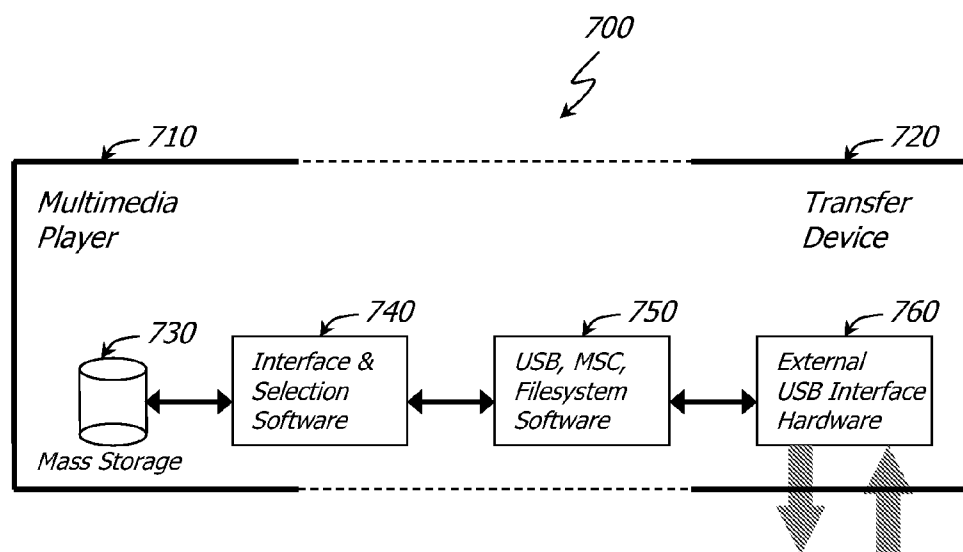 700
710
720
Multimedia
Player
Transfer
Device
730
740
750
760
Interface &
Selection
Software
USB, MSC,
Filesystem
Software
External
USB Interface
Hardware
Mass Storage